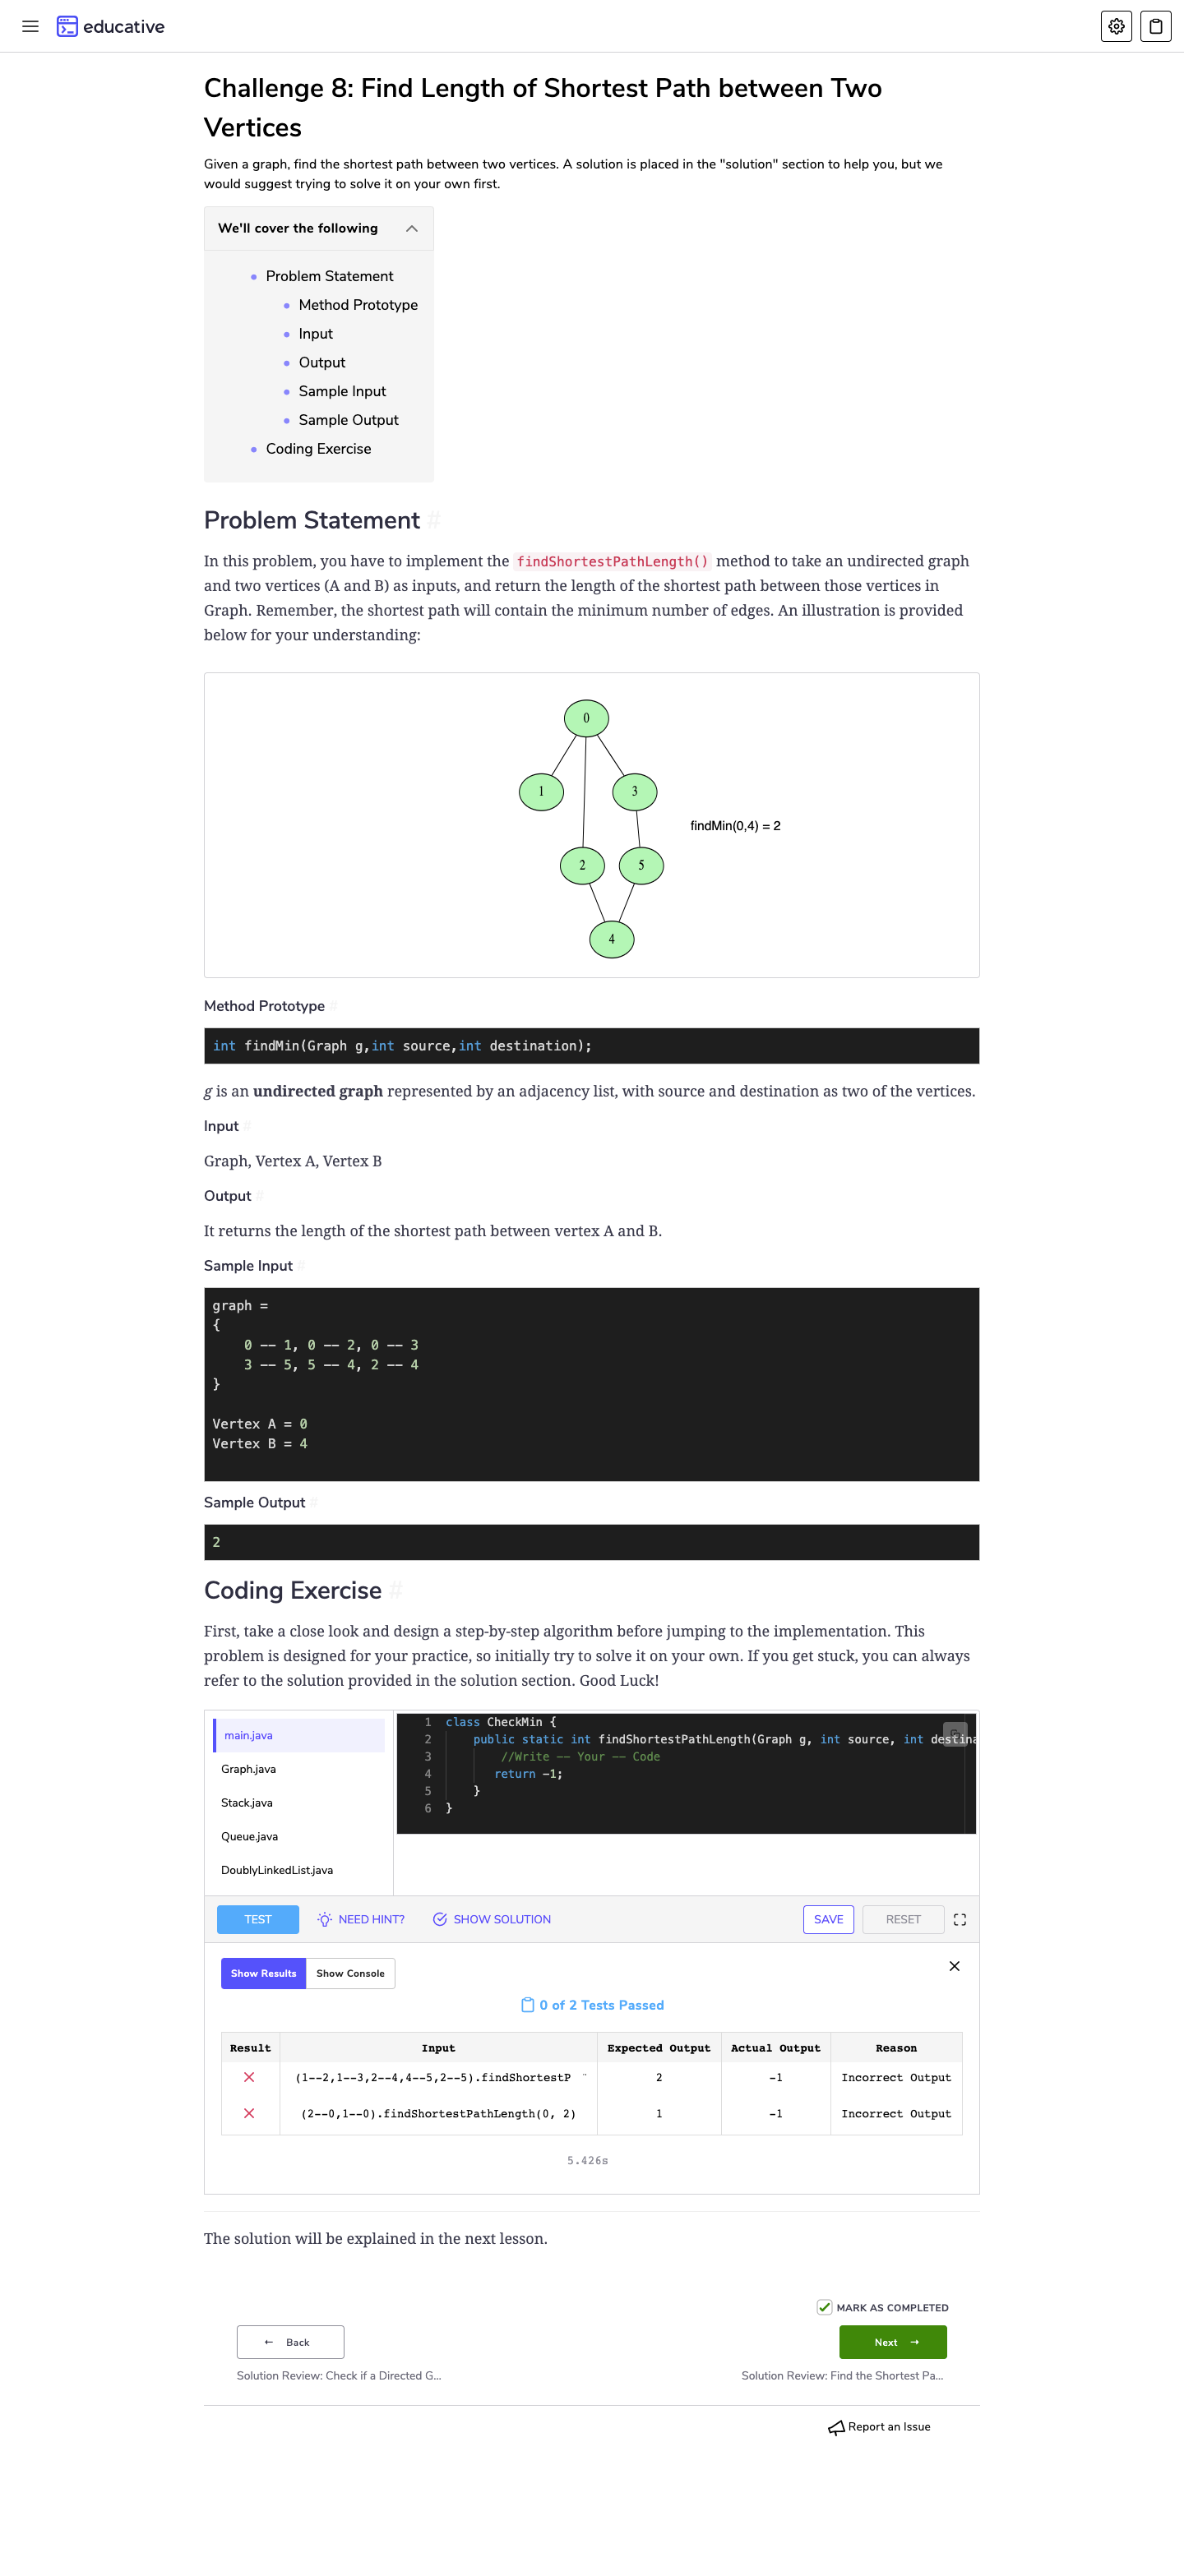 educative
Challenge 8: Find Length of Shortest Path between Two
Vertices
Given a graph, find the shortest path between two vertices. A solution is placed in the "solution" section to help you, but we
would suggest trying to solve it on your own first.
We'll cover the following
Problem Statement
Method Prototype
Input
Output
Sample Input
Sample Output
Coding Exercise
Problem Statement #
In this problem, you have to implement the findShortestPathLength() method to take an undirected graph
and two vertices (A and B) as inputs, and return the length of the shortest path between those vertices in
Graph. Remember, the shortest path will contain the minimum number of edges. An illustration is provided
below for your understanding:
0
1
3
findMin(0,4) = 2
2
5
4
Method Prototype #
int findMin(Graph g,int source,int destination);
g is an undirected graph represented by an adjacency list, with source and destination as two of the vertices.
Input #
Graph, Vertex A, Vertex B
Output #
It returns the length of the shortest path between vertex A and B.
Sample Input #
graph =
{
0 -- 1, 0 -- 2, 0 -- 3
3 -- 5, 5 -- 4, 2 -- 4
}
Vertex A = 0
Vertex B = 4
Sample Output #
2
Coding Exercise #
First, take a close look and design a step-by-step algorithm before jumping to the implementation. This
problem is designed for your practice, so initially try to solve it on your own. If you get stuck, you can always
refer to the solution provided in the solution section. Good Luck!
main.java
Graph.java
Stack.java
Queue.java
DoublyLinkedList.java
1 class CheckMin {
2 public static int findShortestPathLength(Graph g, int source, int destina
3 //Write -- Your -- Code
4 return -1;
5 }
6 }
TEST NEED HINT? SHOW SOLUTION SAVE RESET
Show Results Show Console
0 of 2 Tests Passed
Result Input Expected Output Actual Output Reason
(1--2,1--3,2--4,4--5,2--5).findShortestP 2 -1 Incorrect Output
(2--0,1--0).findShortestPathLength(0, 2) 1 -1 Incorrect Output
5.426s
The solution will be explained in the next lesson.
MARK AS COMPLETED
← Back
Next →
Solution Review: Check if a Directed G...
Solution Review: Find the Shortest Pa...
Report an Issue